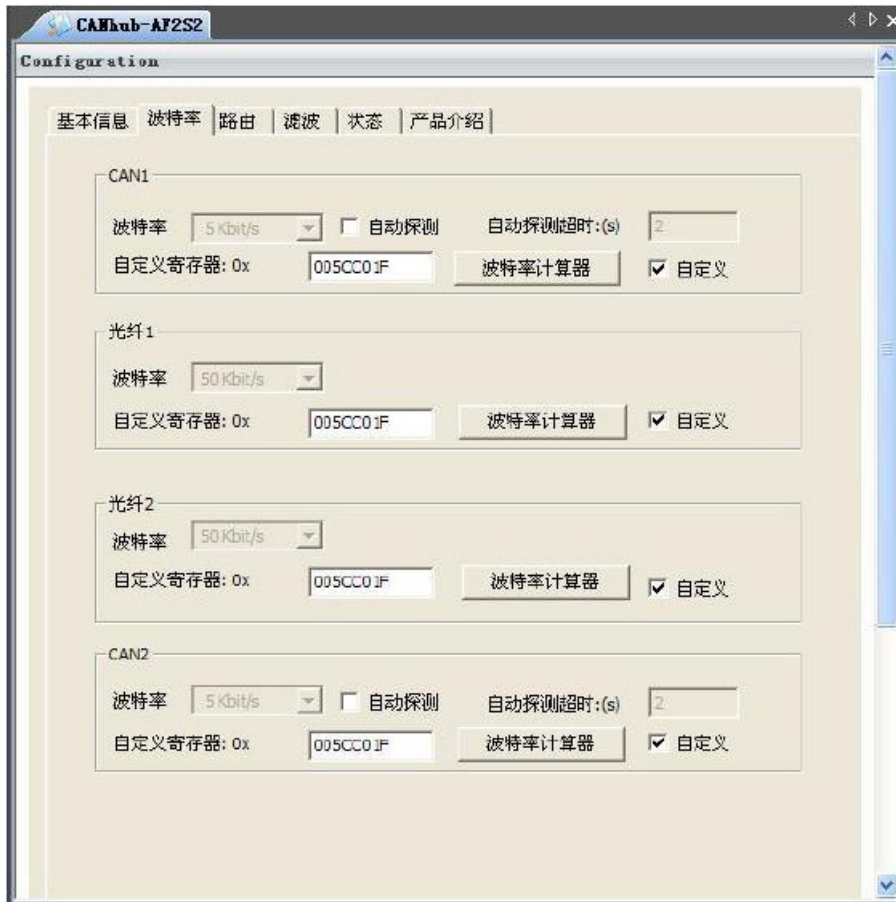 CANhub-AF2S2
Configuration
基本信息 波特率 路由 滤波 状态 产品介绍
CAN1
波特率 5 Kbit/s 自动探测 自动探测超时:(s) 2
自定义寄存器: 0x 005CC01F 波特率计算器 自定义
光纤1
波特率 50 Kbit/s
自定义寄存器: 0x 005CC01F 波特率计算器 自定义
光纤2
波特率 50 Kbit/s
自定义寄存器: 0x 005CC01F 波特率计算器 自定义
CAN2
波特率 5 Kbit/s 自动探测 自动探测超时:(s) 2
自定义寄存器: 0x 005CC01F 波特率计算器 自定义